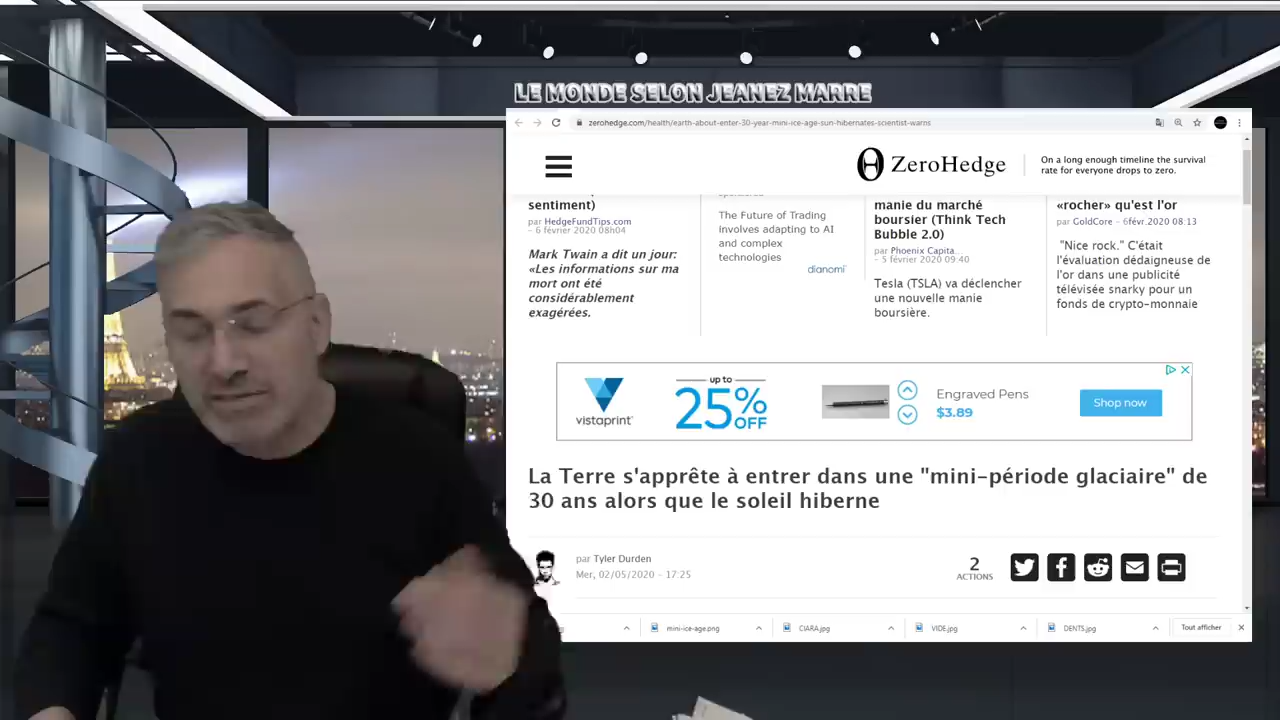 LE MONDE SELON JEANEZ MARRE
zerohedge.com/health/earth-about-enter-30-year-mini-ice-age-sun-hibernates-scientist-warns
ZeroHedge
On a long enough timeline the survival
rate for everyone drops to zero.
sentiment)
par HedgeFundTips.com
- 6 février 2020 08h04
Mark Twain a dit un jour:
«Les informations sur ma
mort ont été
considérablement
exagérées.
The Future of Trading
involves adapting to AI
and complex
technologies
dianomi
manie du marché
boursier (Think Tech
Bubble 2.0)
par Phoenix Capita...
- 5 février 2020 09:40
Tesla (TSLA) va déclencher
une nouvelle manie
boursière.
«rocher» qu'est l'or
par GoldCore - 6févr.2020 08:13
"Nice rock." C'était
l'évaluation dédaigneuse de
l'or dans une publicité
télévisée snarky pour un
fonds de crypto-monnaie
vistaprint
up to
25% OFF
Engraved Pens
$3.89
Shop now
La Terre s'apprête à entrer dans une "mini-période glaciaire" de
30 ans alors que le soleil hiberne
par Tyler Durden
Mer, 02/05/2020 - 17:25
2
ACTIONS
mini-ice-age.png
CIARA.jpg
VIDE.jpg
DENTS.jpg
Tout afficher